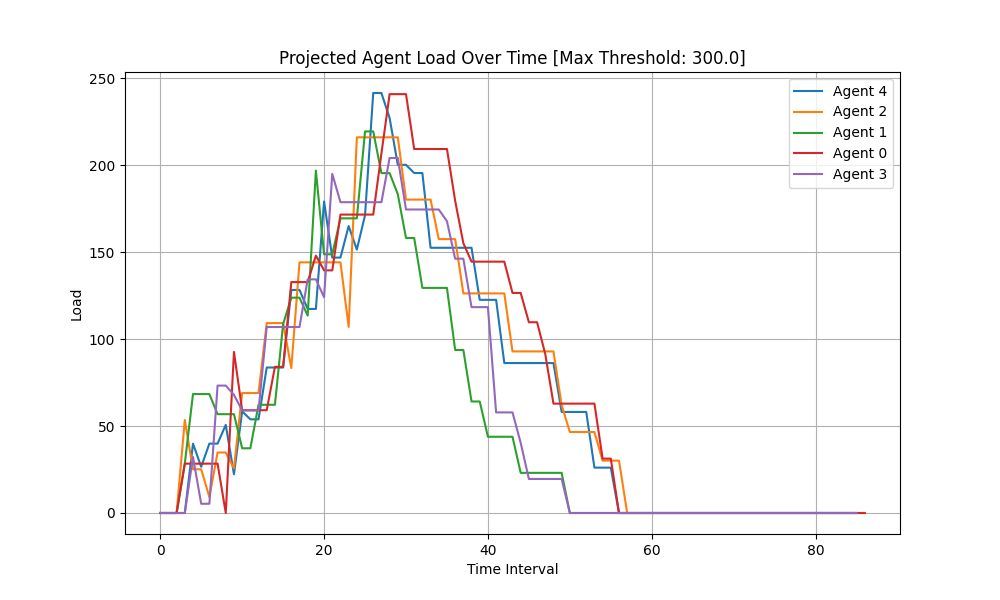 Projected Agent Load Over Time [Max Threshold: 300.0]
250
200
150
100
50
0
Load
0 20 40 60 80
Time Interval
Agent 4
Agent 2
Agent 1
Agent 0
Agent 3